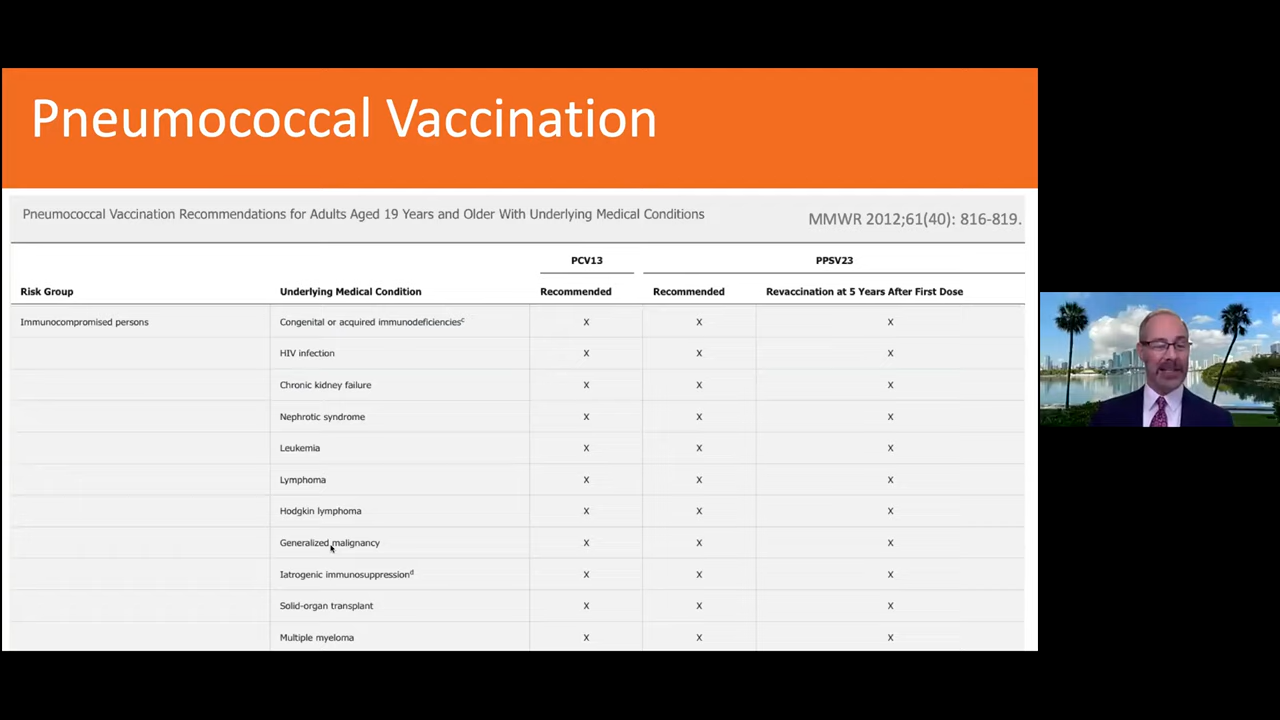 Pneumococcal Vaccination
Pneumococcal Vaccination Recommendations for Adults Aged 19 Years and Older With Underlying Medical Conditions
MMWR 2012;61(40): 816-819.
PCV13 PPSV23
Risk Group Underlying Medical Condition Recommended Recommended Revaccination at 5 Years After First Dose
Immunocompromised persons Congenital or acquired immunodeficienciesᶜ X X X
HIV infection X X X
Chronic kidney failure X X X
Nephrotic syndrome X X X
Leukemia X X X
Lymphoma X X X
Hodgkin lymphoma X X X
Generalized malignancy X X X
Iatrogenic immunosuppressionᵈ X X X
Solid-organ transplant X X X
Multiple myeloma X X X